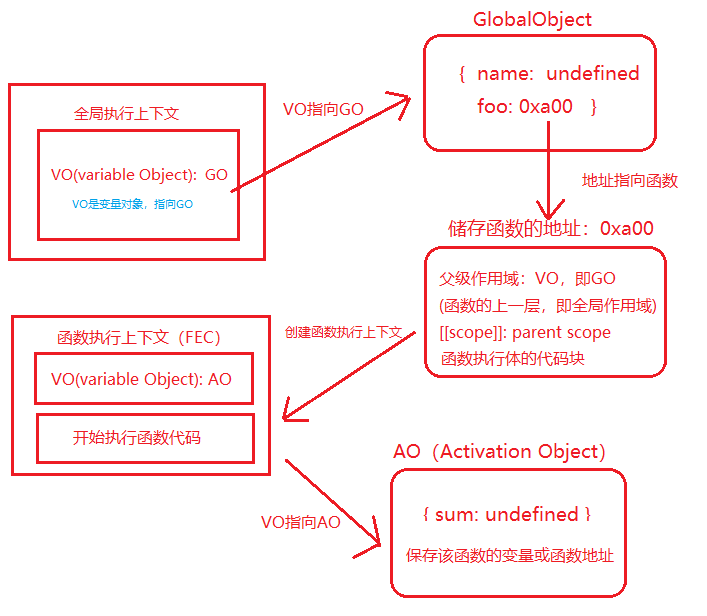 GlobalObject
{ name: undefined
foo: 0xa00 }
全局执行上下文
VO(variable Object): GO
VO是变量对象，指向GO
VO指向GO
地址指向函数
储存函数的地址：0xa00
父级作用域：VO，即GO
(函数的上一层，即全局作用域)
[[scope]]: parent scope
函数执行体的代码块
创建函数执行上下文
函数执行上下文（FEC）
VO(variable Object): AO
开始执行函数代码
VO指向AO
AO（Activation Object）
{ sum: undefined }
保存该函数的变量或函数地址